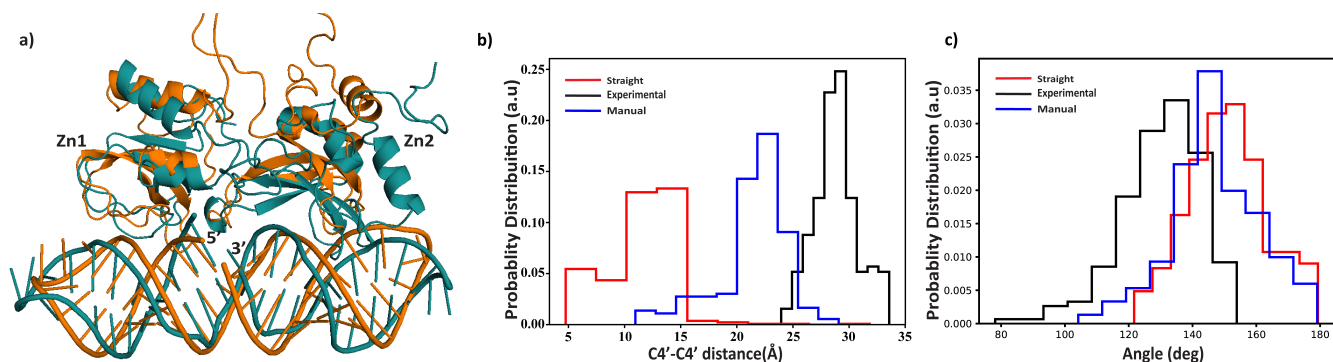 a)
Zn1
Zn2
5’
3’
b)
Probablity Distribuition (a.u)
0.25
0.20
0.15
0.10
0.05
0.00
Straight
Experimental
Manual
5
10
15
20
25
30
35
C4’-C4’ distance(Å)
c)
Probablity Distribution (a.u)
0.035
0.030
0.025
0.020
0.015
0.010
0.005
0.000
Straight
Experimental
Manual
80
100
120
140
160
180
Angle (deg)